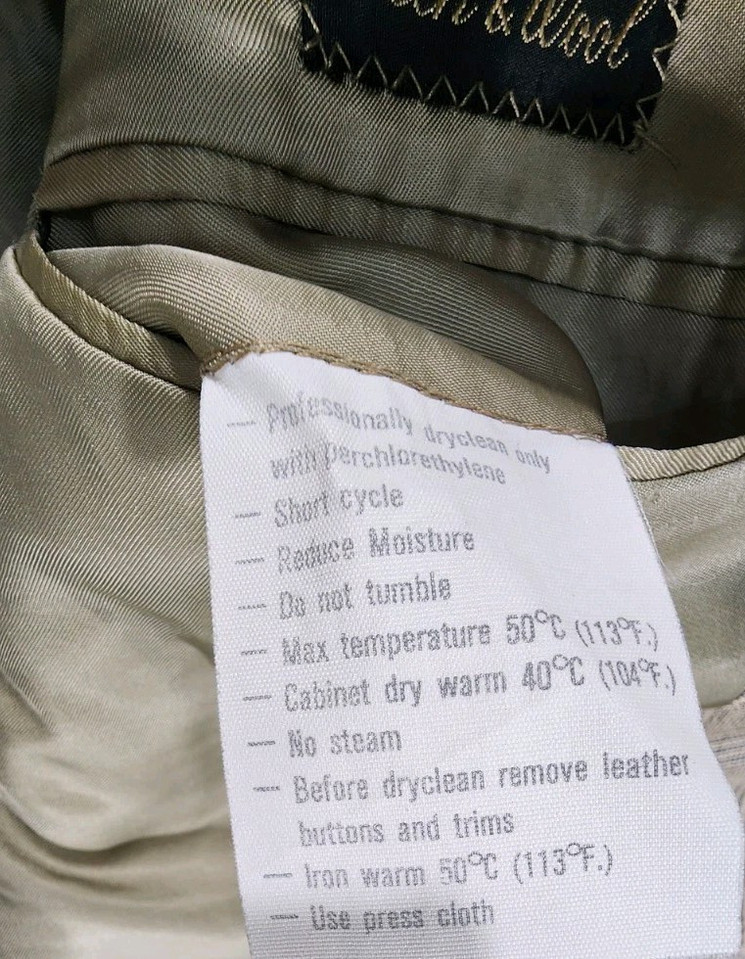 & Wool
— Professionally dryclean only
with Perchlorethylene
— Short cycle
— Reduce Moisture
— Do not tumble
— Max temperature 50°C (113°F.)
— Cabinet dry warm 40°C (104°F.)
— No steam
— Before dryclean remove leather
buttons and trims
— Iron warm 50°C (113°F.)
— Use press cloth